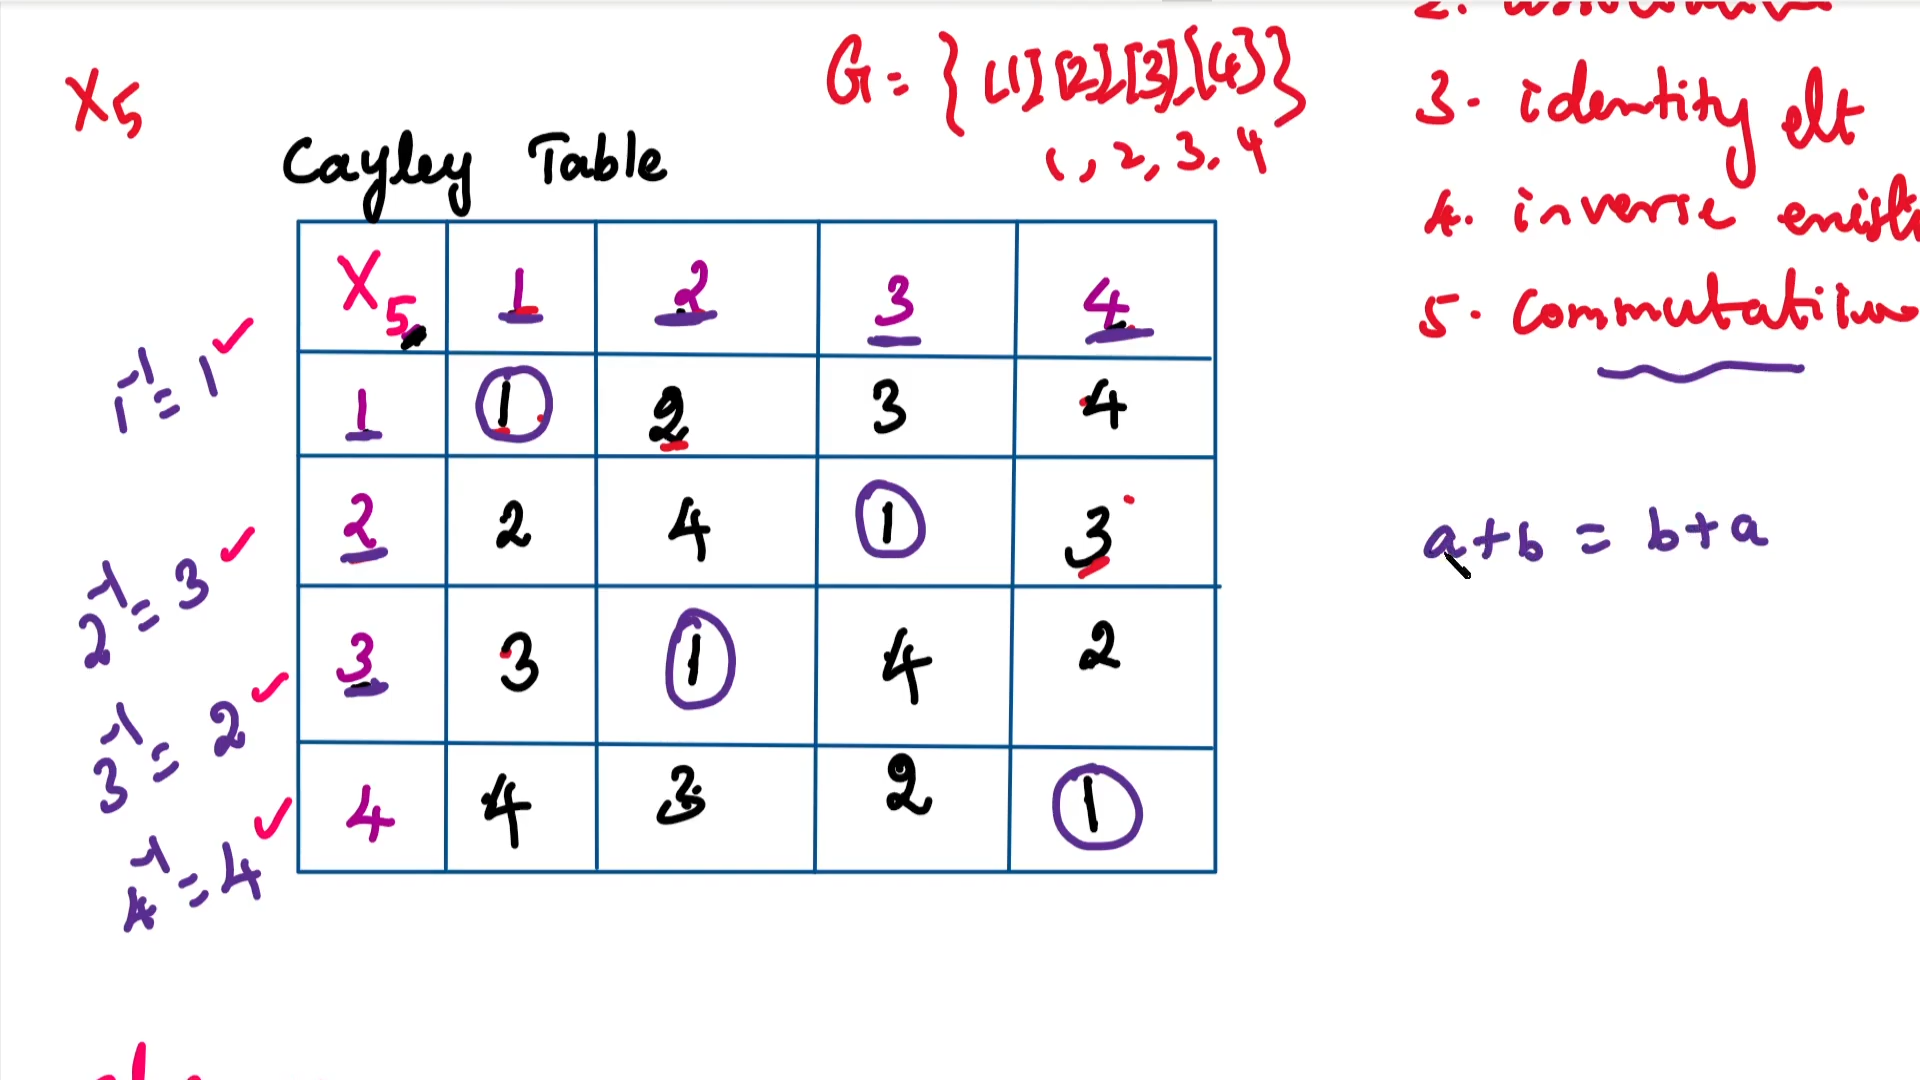 X5
G = { [1] [2] [3], [4] }
1, 2, 3, 4
Cayley Table
X5 1 2 3 4
1 1 2 3 4
2 2 4 1 3
3 3 1 4 2
4 4 3 2 1
1⁻¹ = 1 ✓
2⁻¹ = 3 ✓
3⁻¹ = 2 ✓
4⁻¹ = 4 ✓
2.
3. identity elt
4. inverse
5. Commutative
a+b = b+a